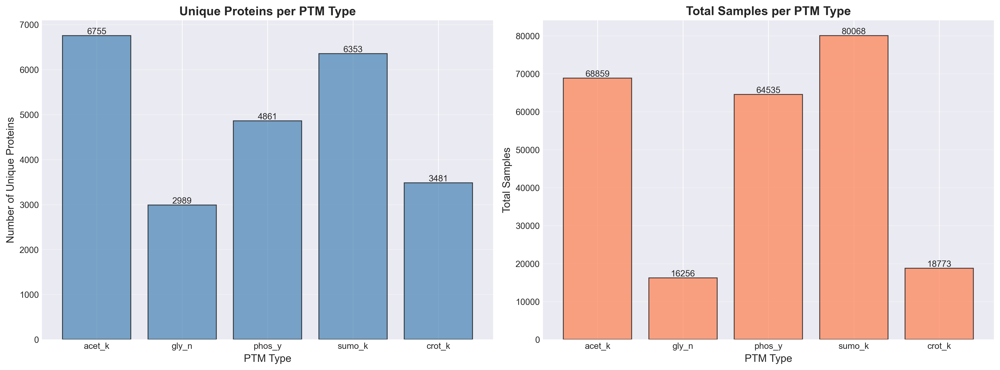 Unique Proteins per PTM Type
Number of Unique Proteins
7000
6000
5000
4000
3000
2000
1000
0
6755
2989
4861
6353
3481
acet_k
gly_n
phos_y
sumo_k
crot_k
PTM Type
Total Samples per PTM Type
Total Samples
80000
70000
60000
50000
40000
30000
20000
10000
0
68859
16256
64535
80068
18773
acet_k
gly_n
phos_y
sumo_k
crot_k
PTM Type